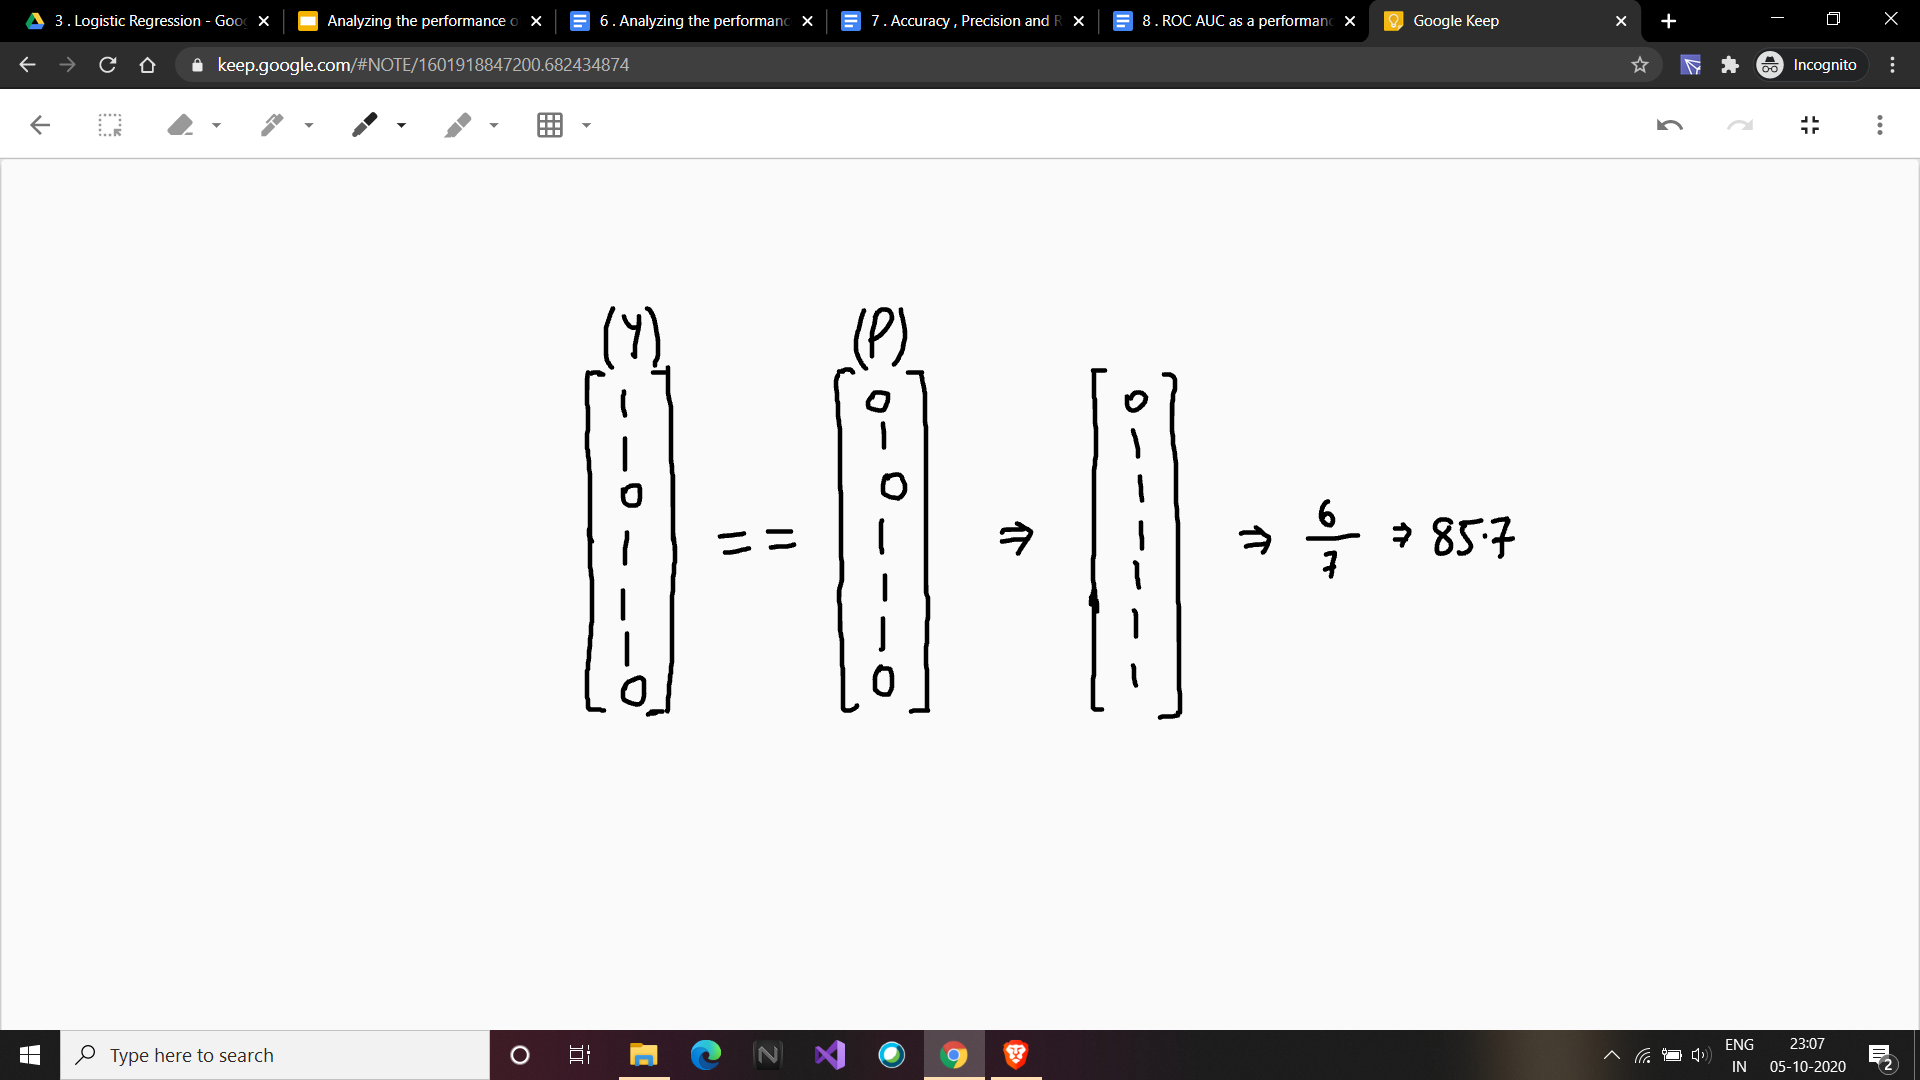 3 . Logistic Regression - Goo
Analyzing the performance o
6 . Analyzing the performanc
7 . Accuracy , Precision and R
8 . ROC AUC as a performan
Google Keep
keep.google.com/#NOTE/1601918847200.682434874
Incognito
(Y) (P)
1 0 0
1 1 1
0 == 0 ⇒ 1 ⇒ 6/7 ⇒ 85.7
1 1 1
1 1 1
1 1 1
0 0 1
Type here to search
ENG
IN
23:07
05-10-2020
2